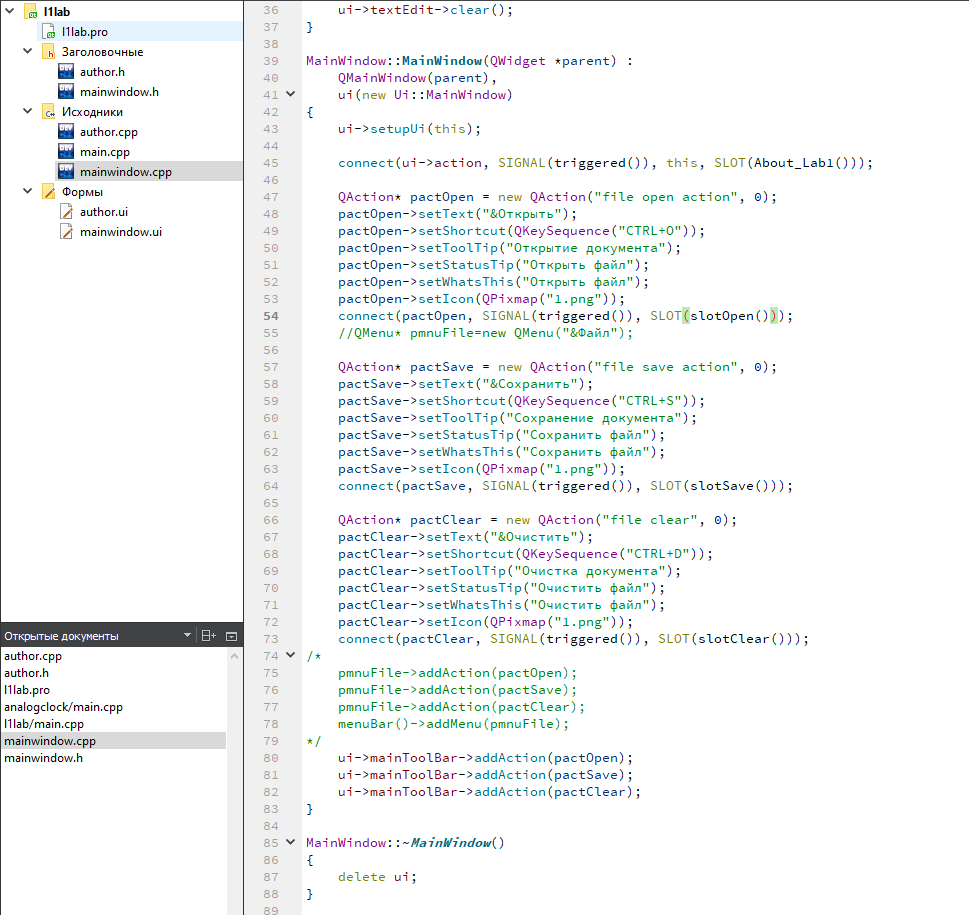 l1lab
l1lab.pro
Заголовочные
author.h
mainwindow.h
Исходники
author.cpp
main.cpp
mainwindow.cpp
Формы
author.ui
mainwindow.ui
Открытые документы
author.cpp
author.h
l1lab.pro
analogclock/main.cpp
l1lab/main.cpp
mainwindow.cpp
mainwindow.h
36     ui->textEdit->clear();
37 }
38
39 MainWindow::MainWindow(QWidget *parent) :
40     QMainWindow(parent),
41     ui(new Ui::MainWindow)
42 {
43     ui->setupUi(this);
44
45     connect(ui->action, SIGNAL(triggered()), this, SLOT(About_Lab1()));
46
47     QAction* pactOpen = new QAction("file open action", 0);
48     pactOpen->setText("&Открыть");
49     pactOpen->setShortcut(QKeySequence("CTRL+O"));
50     pactOpen->setToolTip("Открытие документа");
51     pactOpen->setStatusTip("Открыть файл");
52     pactOpen->setWhatsThis("Открыть файл");
53     pactOpen->setIcon(QPixmap("1.png"));
54     connect(pactOpen, SIGNAL(triggered()), SLOT(slotOpen()));
55     //QMenu* pmnuFile=new QMenu("&Файл");
56
57     QAction* pactSave = new QAction("file save action", 0);
58     pactSave->setText("&Сохранить");
59     pactSave->setShortcut(QKeySequence("CTRL+S"));
60     pactSave->setToolTip("Сохранение документа");
61     pactSave->setStatusTip("Сохранить файл");
62     pactSave->setWhatsThis("Сохранить файл");
63     pactSave->setIcon(QPixmap("1.png"));
64     connect(pactSave, SIGNAL(triggered()), SLOT(slotSave()));
65
66     QAction* pactClear = new QAction("file clear", 0);
67     pactClear->setText("&Очистить");
68     pactClear->setShortcut(QKeySequence("CTRL+D"));
69     pactClear->setToolTip("Очистка документа");
70     pactClear->setStatusTip("Очистить файл");
71     pactClear->setWhatsThis("Очистить файл");
72     pactClear->setIcon(QPixmap("1.png"));
73     connect(pactClear, SIGNAL(triggered()), SLOT(slotClear()));
74 /*
75     pmnuFile->addAction(pactOpen);
76     pmnuFile->addAction(pactSave);
77     pmnuFile->addAction(pactClear);
78     menuBar()->addMenu(pmnuFile);
79 */
80     ui->mainToolBar->addAction(pactOpen);
81     ui->mainToolBar->addAction(pactSave);
82     ui->mainToolBar->addAction(pactClear);
83 }
84
85 MainWindow::~MainWindow()
86 {
87     delete ui;
88 }
89